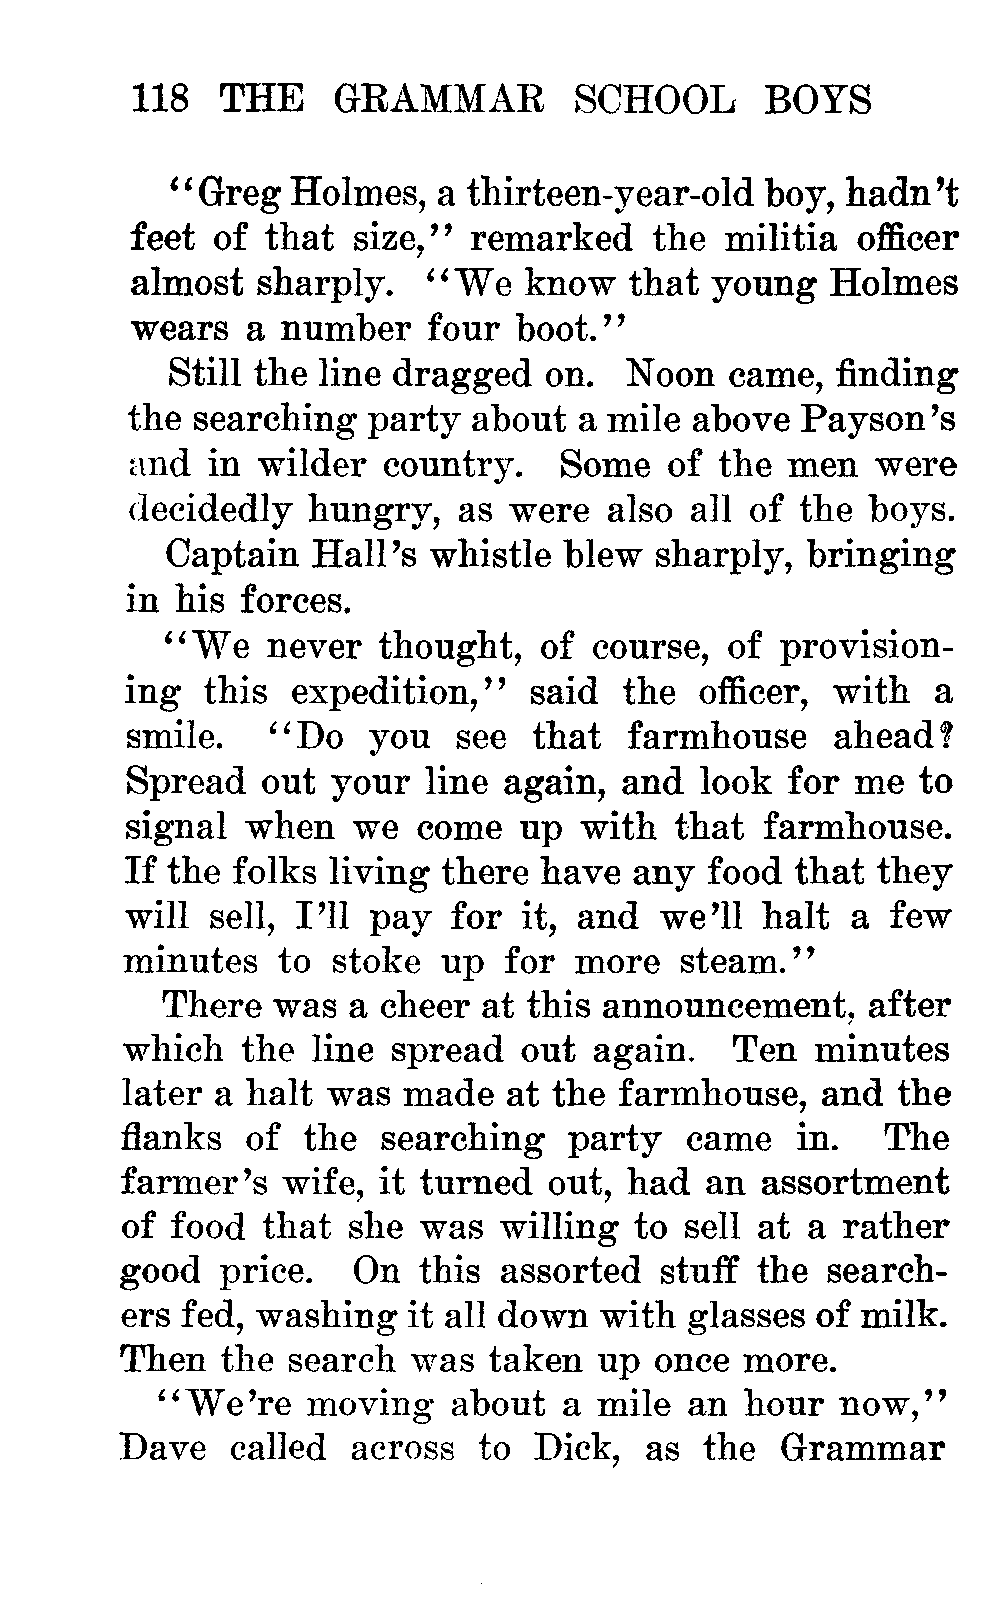 118 THE GRAMMAR SCHOOL BOYS
"Greg Holmes, a thirteen-year-old boy, hadn't
feet of that size," remarked the militia officer
almost sharply. "We know that young Holmes
wears a number four boot."
Still the line dragged on. Noon came, finding
the searching party about a mile above Payson's
and in wilder country. Some of the men were
decidedly hungry, as were also all of the boys.
Captain Hall's whistle blew sharply, bringing
in his forces.
"We never thought, of course, of provision-
ing this expedition," said the officer, with a
smile. "Do you see that farmhouse ahead?
Spread out your line again, and look for me to
signal when we come up with that farmhouse.
If the folks living there have any food that they
will sell, I'll pay for it, and we'll halt a few
minutes to stoke up for more steam."
There was a cheer at this announcement, after
which the line spread out again. Ten minutes
later a halt was made at the farmhouse, and the
flanks of the searching party came in. The
farmer's wife, it turned out, had an assortment
of food that she was willing to sell at a rather
good price. On this assorted stuff the search-
ers fed, washing it all down with glasses of milk.
Then the search was taken up once more.
"We're moving about a mile an hour now,"
Dave called across to Dick, as the Grammar